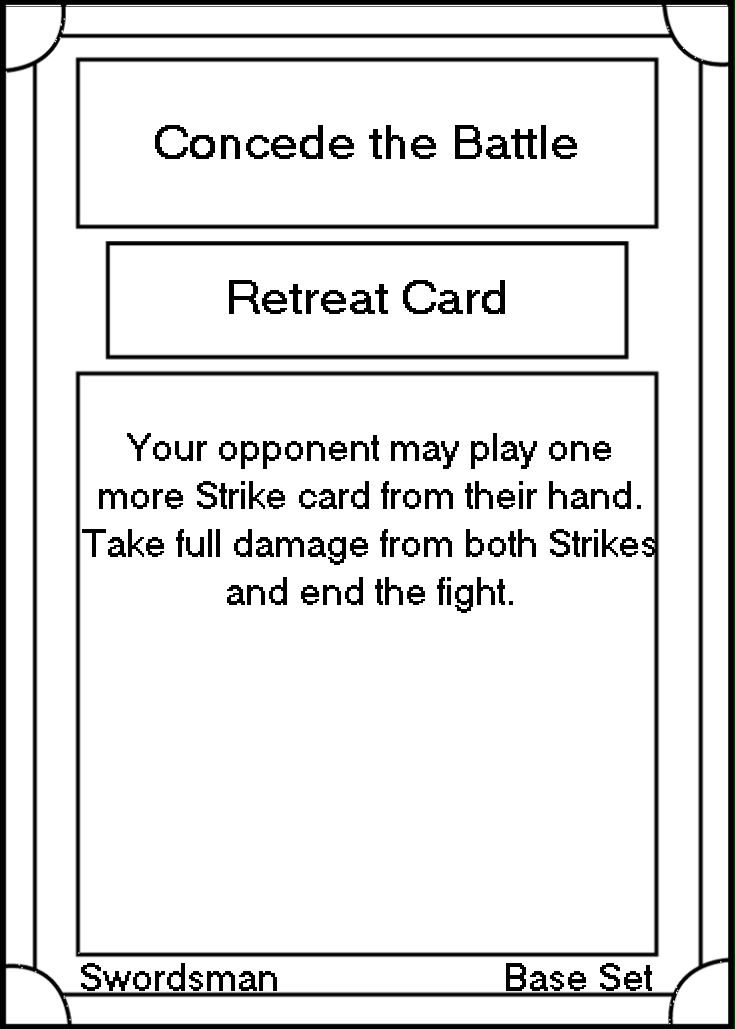 Concede the Battle
Retreat Card
Your opponent may play one
more Strike card from their hand.
Take full damage from both Strikes
and end the fight.
Swordsman
Base Set